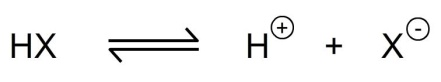 HX ⇌ H⊕ + X⊖